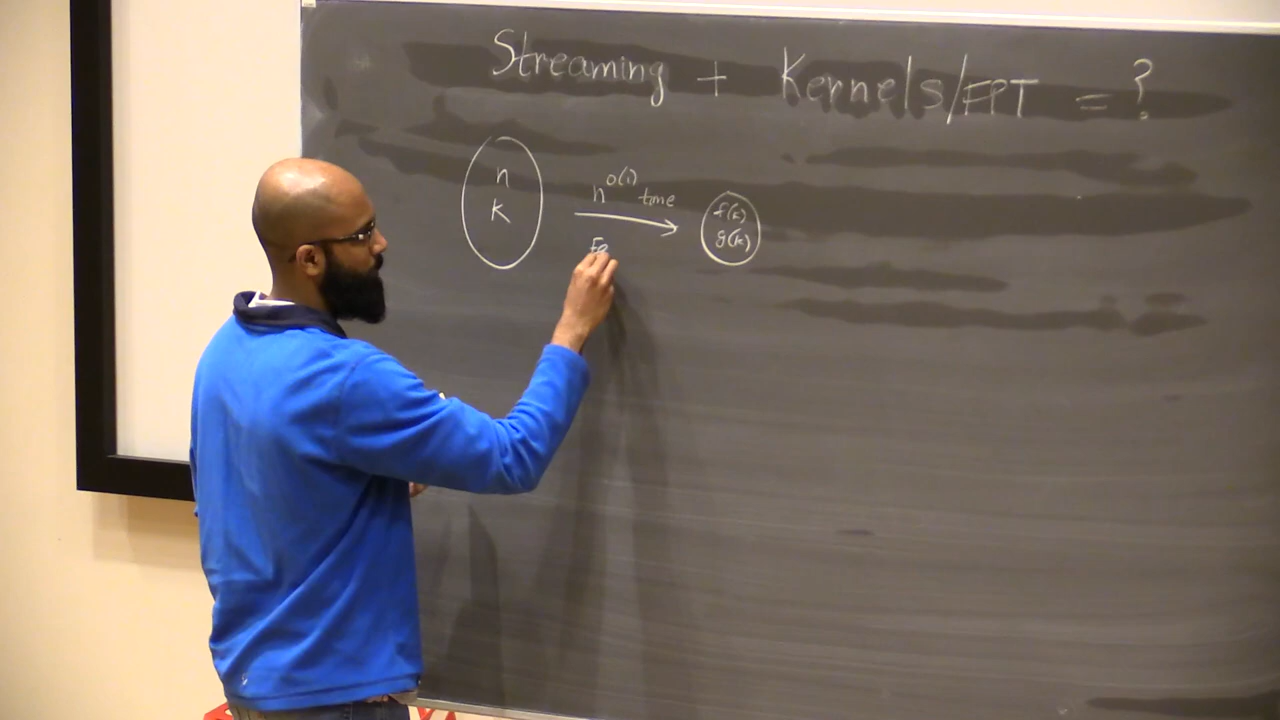 Streaming + Kernels/FPT = ?
n
k
n^O(1) time
f(k)
g(k)